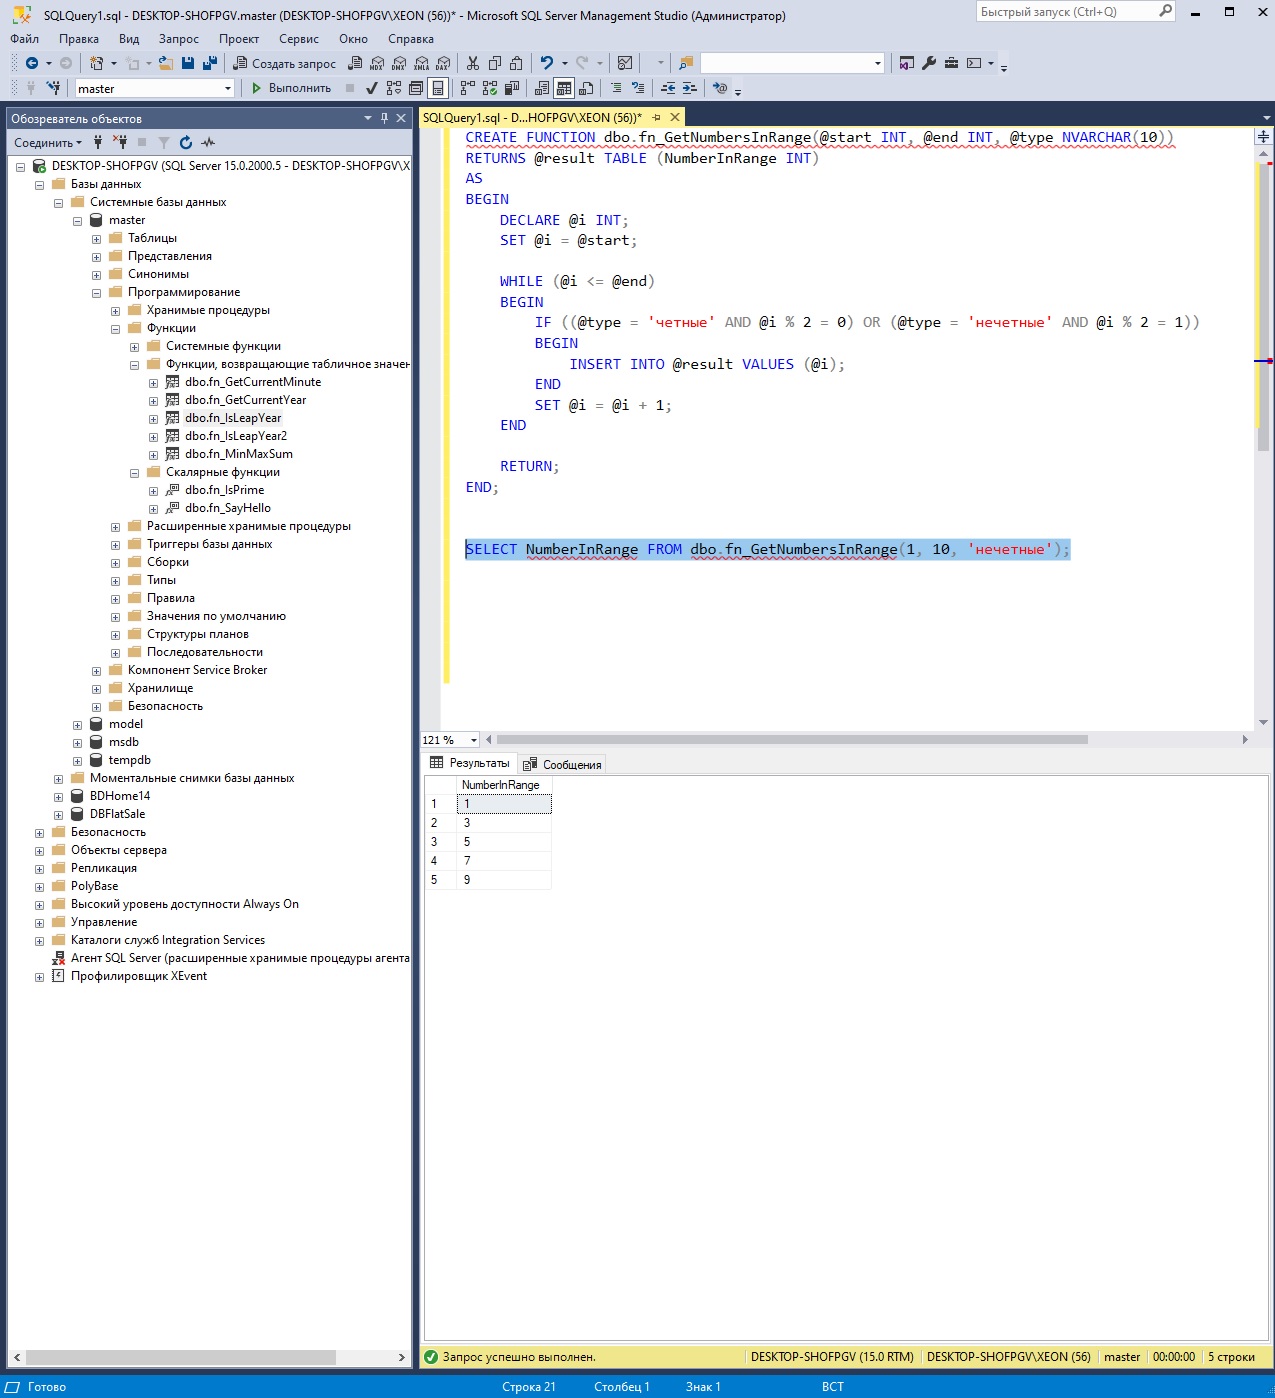 SQLQuery1.sql - DESKTOP-SHOFPGV.master (DESKTOP-SHOFPGV\XEON (56))* - Microsoft SQL Server Management Studio (Администратор)
Быстрый запуск (Ctrl+Q)
Файл Правка Вид Запрос Проект Сервис Окно Справка
Создать запрос
MDX DMX XMLA DAX
master
Выполнить
Обозреватель объектов
Соединить
DESKTOP-SHOFPGV (SQL Server 15.0.2000.5 - DESKTOP-SHOFPGV\X
Базы данных
Системные базы данных
master
Таблицы
Представления
Синонимы
Программирование
Хранимые процедуры
Функции
Системные функции
Функции, возвращающие табличное значен
dbo.fn_GetCurrentMinute
dbo.fn_GetCurrentYear
dbo.fn_IsLeapYear
dbo.fn_IsLeapYear2
dbo.fn_MinMaxSum
Скалярные функции
dbo.fn_IsPrime
dbo.fn_SayHello
Расширенные хранимые процедуры
Триггеры базы данных
Сборки
Типы
Правила
Значения по умолчанию
Структуры планов
Последовательности
Компонент Service Broker
Хранилище
Безопасность
model
msdb
tempdb
Моментальные снимки базы данных
BDHome14
DBFlatSale
Безопасность
Объекты сервера
Репликация
PolyBase
Высокий уровень доступности Always On
Управление
Каталоги служб Integration Services
Агент SQL Server (расширенные хранимые процедуры агента
Профилировщик XEvent
SQLQuery1.sql - D...HOFPGV\XEON (56))*
CREATE FUNCTION dbo.fn_GetNumbersInRange(@start INT, @end INT, @type NVARCHAR(10))
RETURNS @result TABLE (NumberInRange INT)
AS
BEGIN
DECLARE @i INT;
SET @i = @start;
WHILE (@i <= @end)
BEGIN
IF ((@type = 'четные' AND @i % 2 = 0) OR (@type = 'нечетные' AND @i % 2 = 1))
BEGIN
INSERT INTO @result VALUES (@i);
END
SET @i = @i + 1;
END
RETURN;
END;
SELECT NumberInRange FROM dbo.fn_GetNumbersInRange(1, 10, 'нечетные');
121 %
Результаты Сообщения
NumberInRange
1 1
2 3
3 5
4 7
5 9
Запрос успешно выполнен. DESKTOP-SHOFPGV (15.0 RTM) DESKTOP-SHOFPGV\XEON (56) master 00:00:00 5 строки
Готово Строка 21 Столбец 1 Знак 1 ВСТ